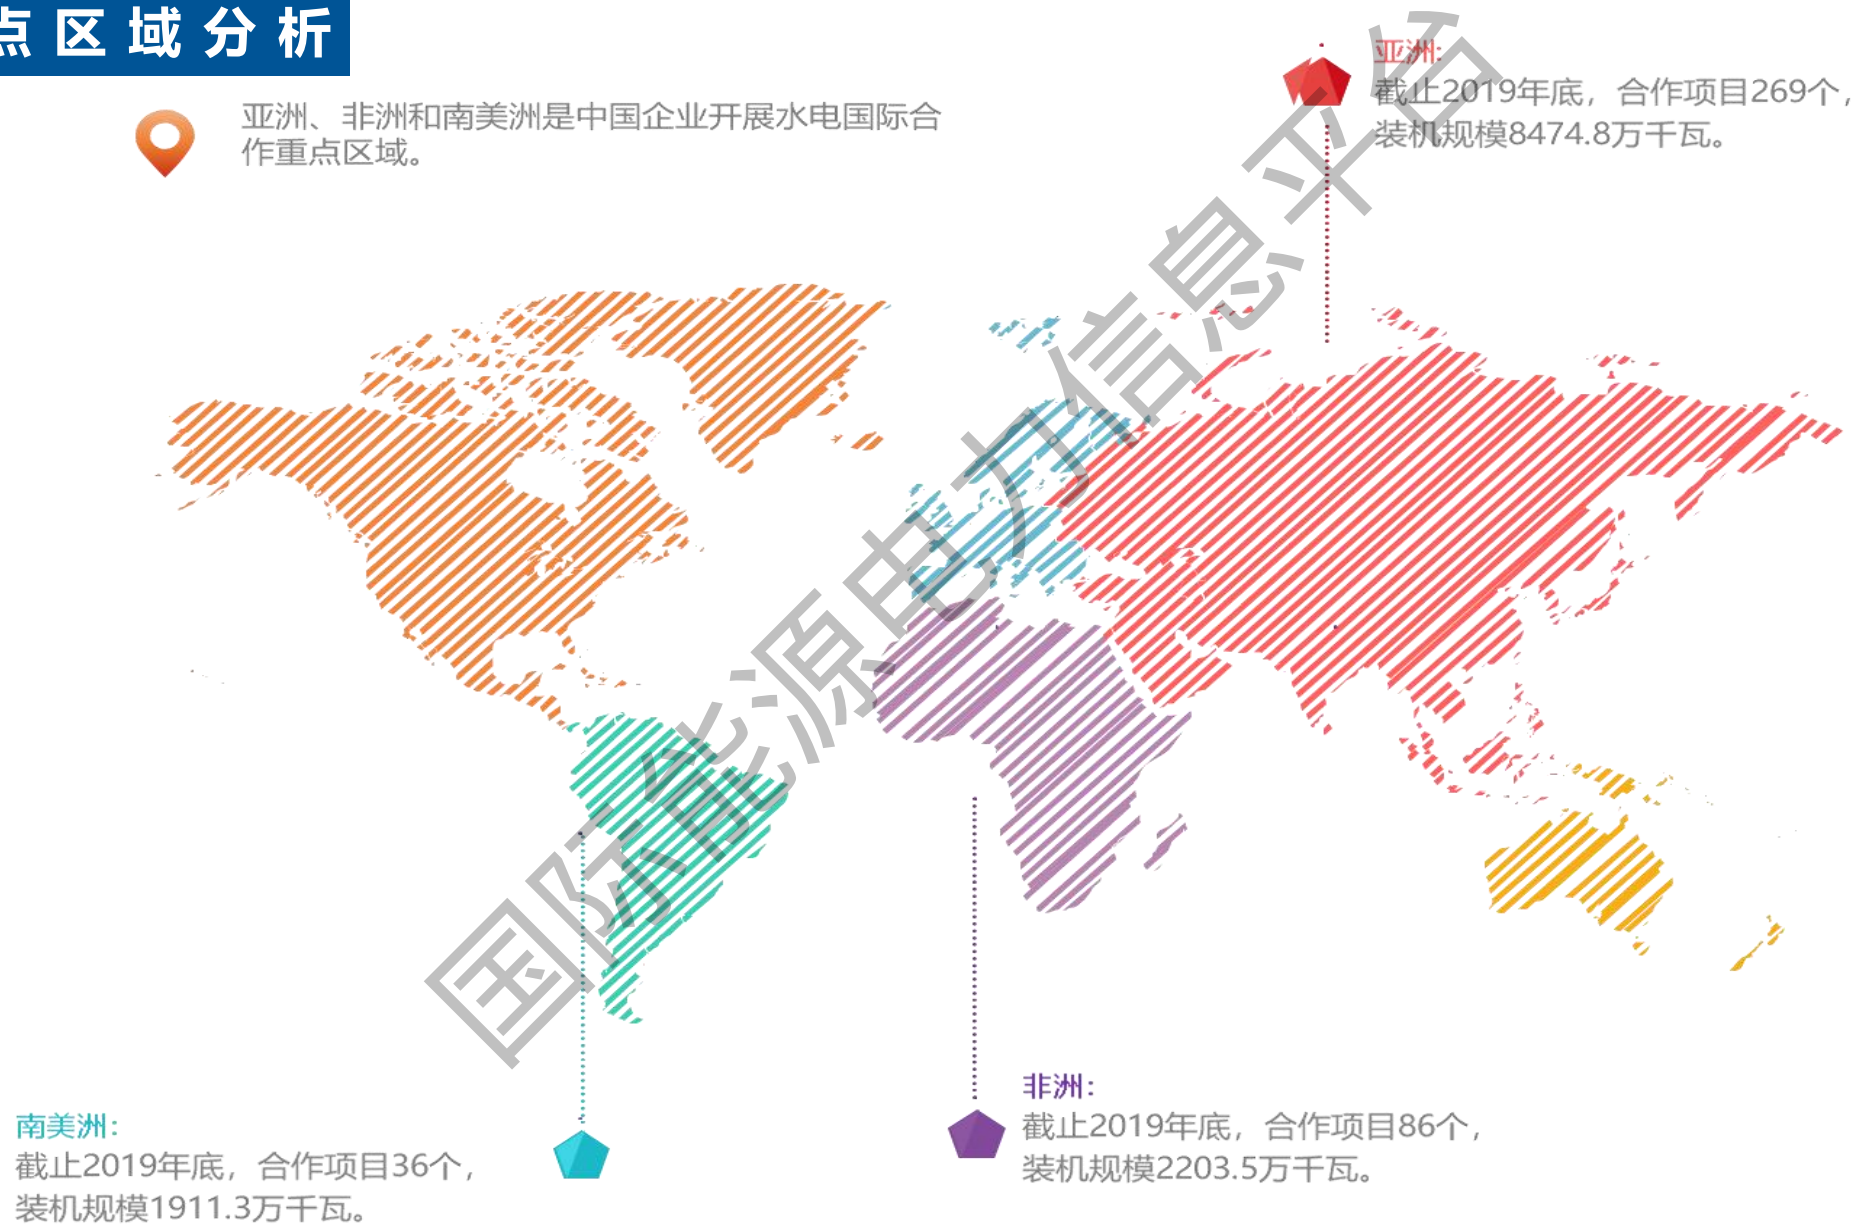 点区域分析
亚洲、非洲和南美洲是中国企业开展水电国际合
作重点区域。
亚洲:
截止2019年底，合作项目269个，
装机规模8474.8万千瓦。
国际能源电力信息平台
非洲:
截止2019年底，合作项目86个，
装机规模2203.5万千瓦。
南美洲:
截止2019年底，合作项目36个，
装机规模1911.3万千瓦。